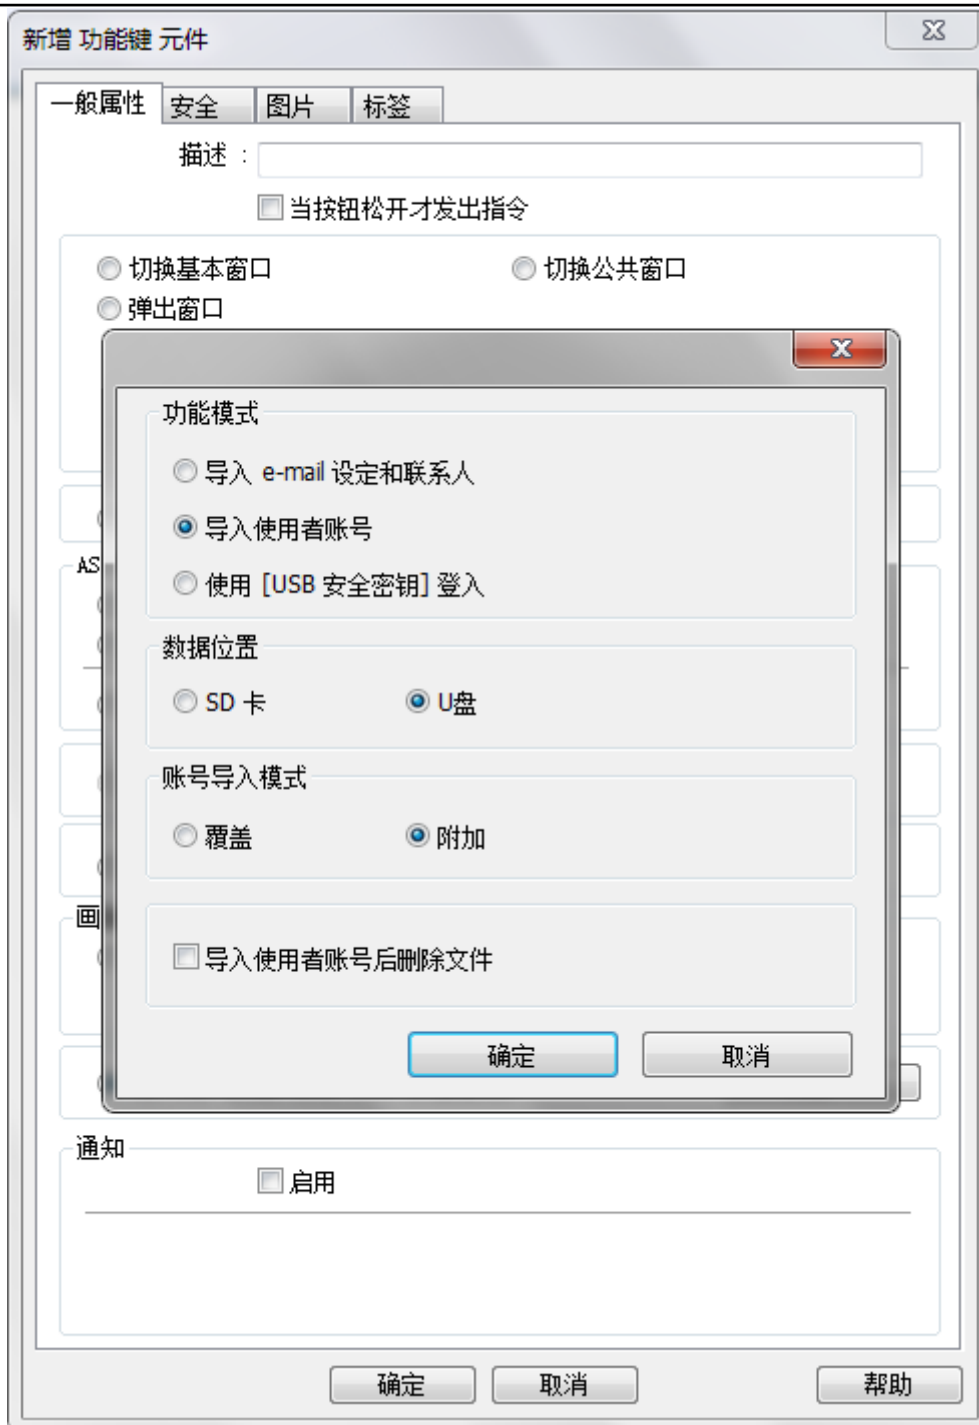 新增 功能键 元件
一般属性 安全 图片 标签
描述 :
当按钮松开才发出指令
切换基本窗口 切换公共窗口
弹出窗口
功能模式
导入 e-mail 设定和联系人
导入使用者账号
AS
使用 [USB 安全密钥] 登入
数据位置
SD 卡 U盘
账号导入模式
覆盖 附加
画
导入使用者账号后删除文件
确定 取消
通知
启用
确定 取消 帮助